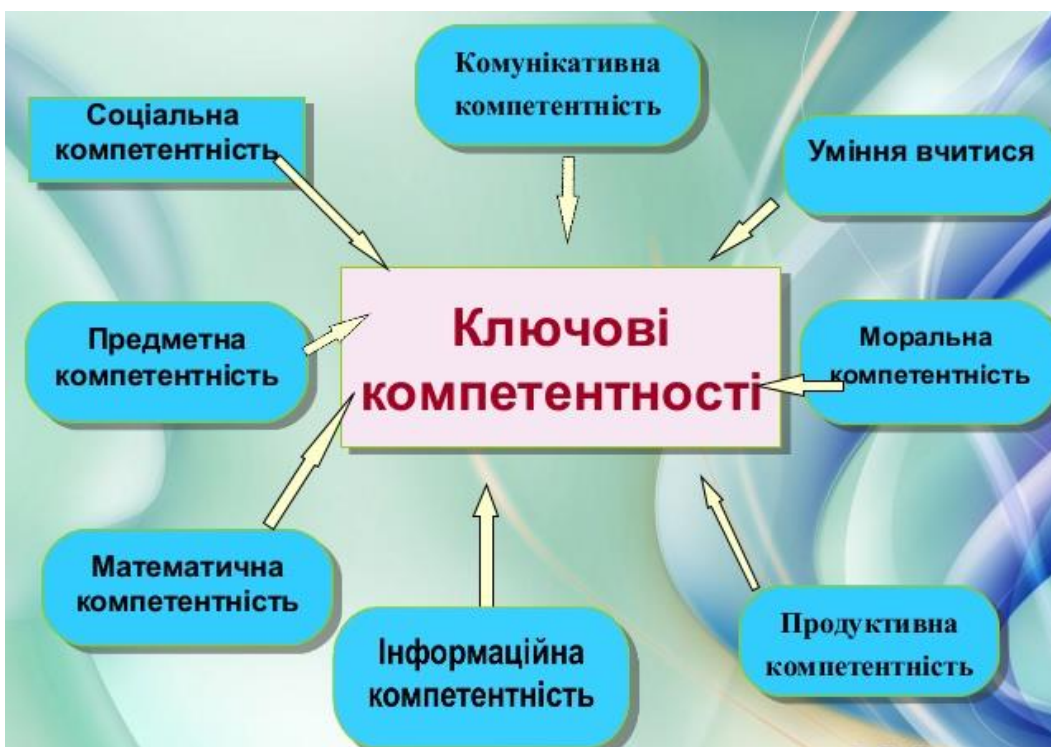 Комунікативна
компетентність
Соціальна
компетентність
Уміння вчитися
Ключові
компетентності
Предметна
компетентність
Моральна
компетентність
Математична
компетентність
Інформаційна
компетентність
Продуктивна
компетентність